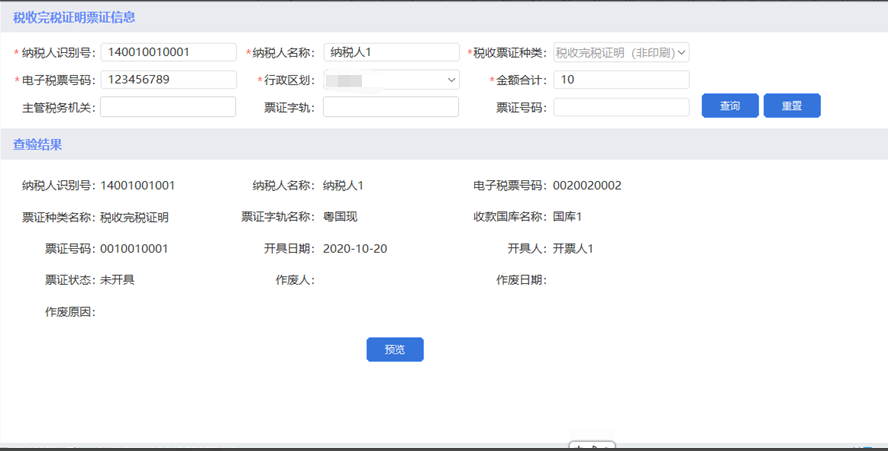 税收完税证明票证信息
*纳税人识别号: 140010010001 *纳税人名称: 纳税人1 *税收票证种类: 税收完税证明（非印刷）
*电子税票号码: 123456789 *行政区划: *金额合计: 10
主管税务机关: 票证字轨: 票证号码: 查询 重置
查验结果
纳税人识别号: 14001001001 纳税人名称: 纳税人1 电子税票号码: 0020020002
票证种类名称: 税收完税证明 票证字轨名称: 粤国现 收款国库名称: 国库1
票证号码: 0010010001 开具日期: 2020-10-20 开具人: 开票人1
票证状态: 未开具 作废人: 作废日期:
作废原因:
预览